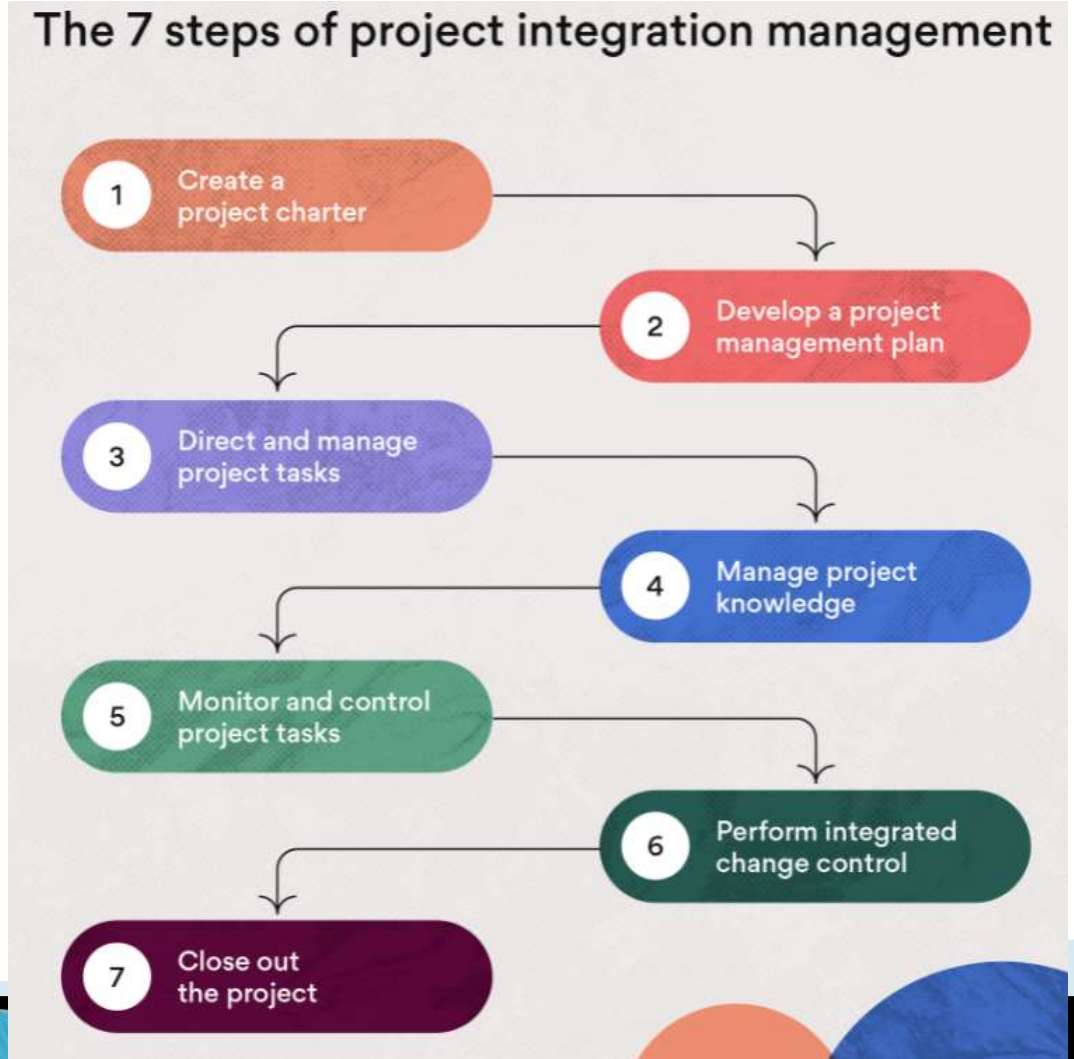 The 7 steps of project integration management
1
Create a
project charter
2
Develop a project
management plan
3
Direct and manage
project tasks
4
Manage project
knowledge
5
Monitor and control
project tasks
6
Perform integrated
change control
7
Close out
the project